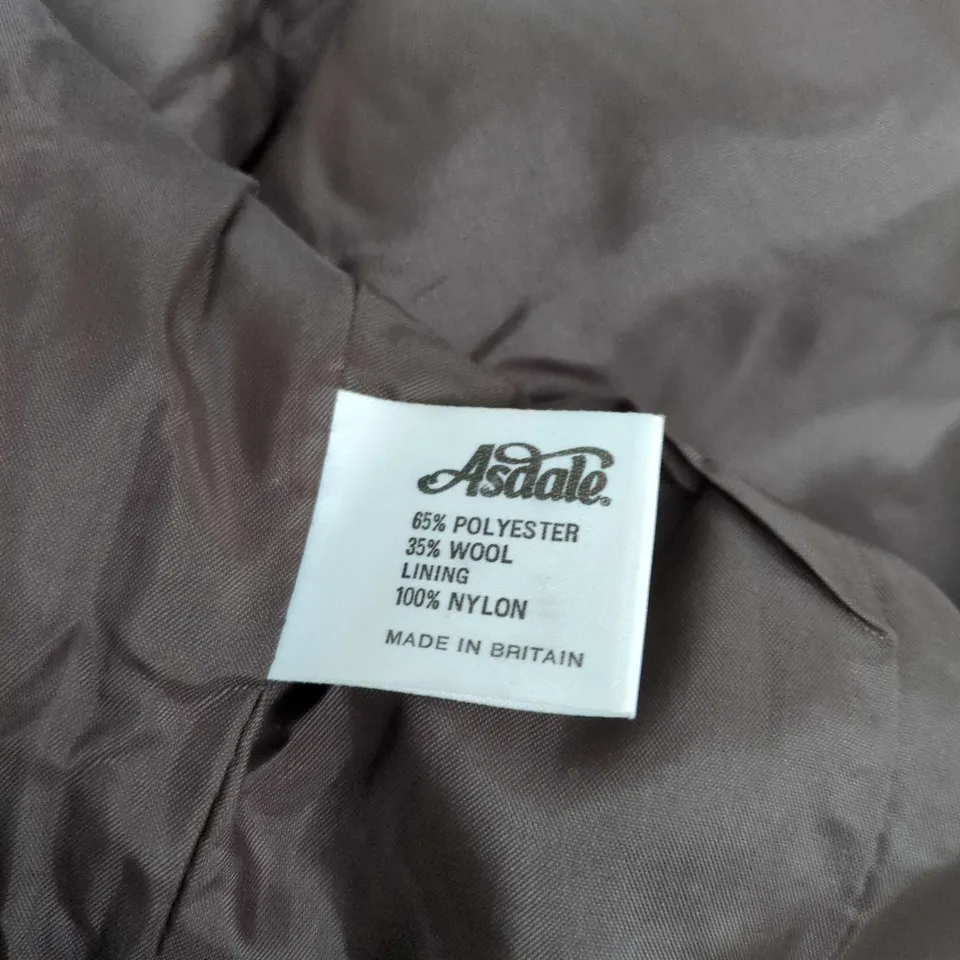 Asdale®
65% POLYESTER
35% WOOL
LINING
100% NYLON
MADE IN BRITAIN